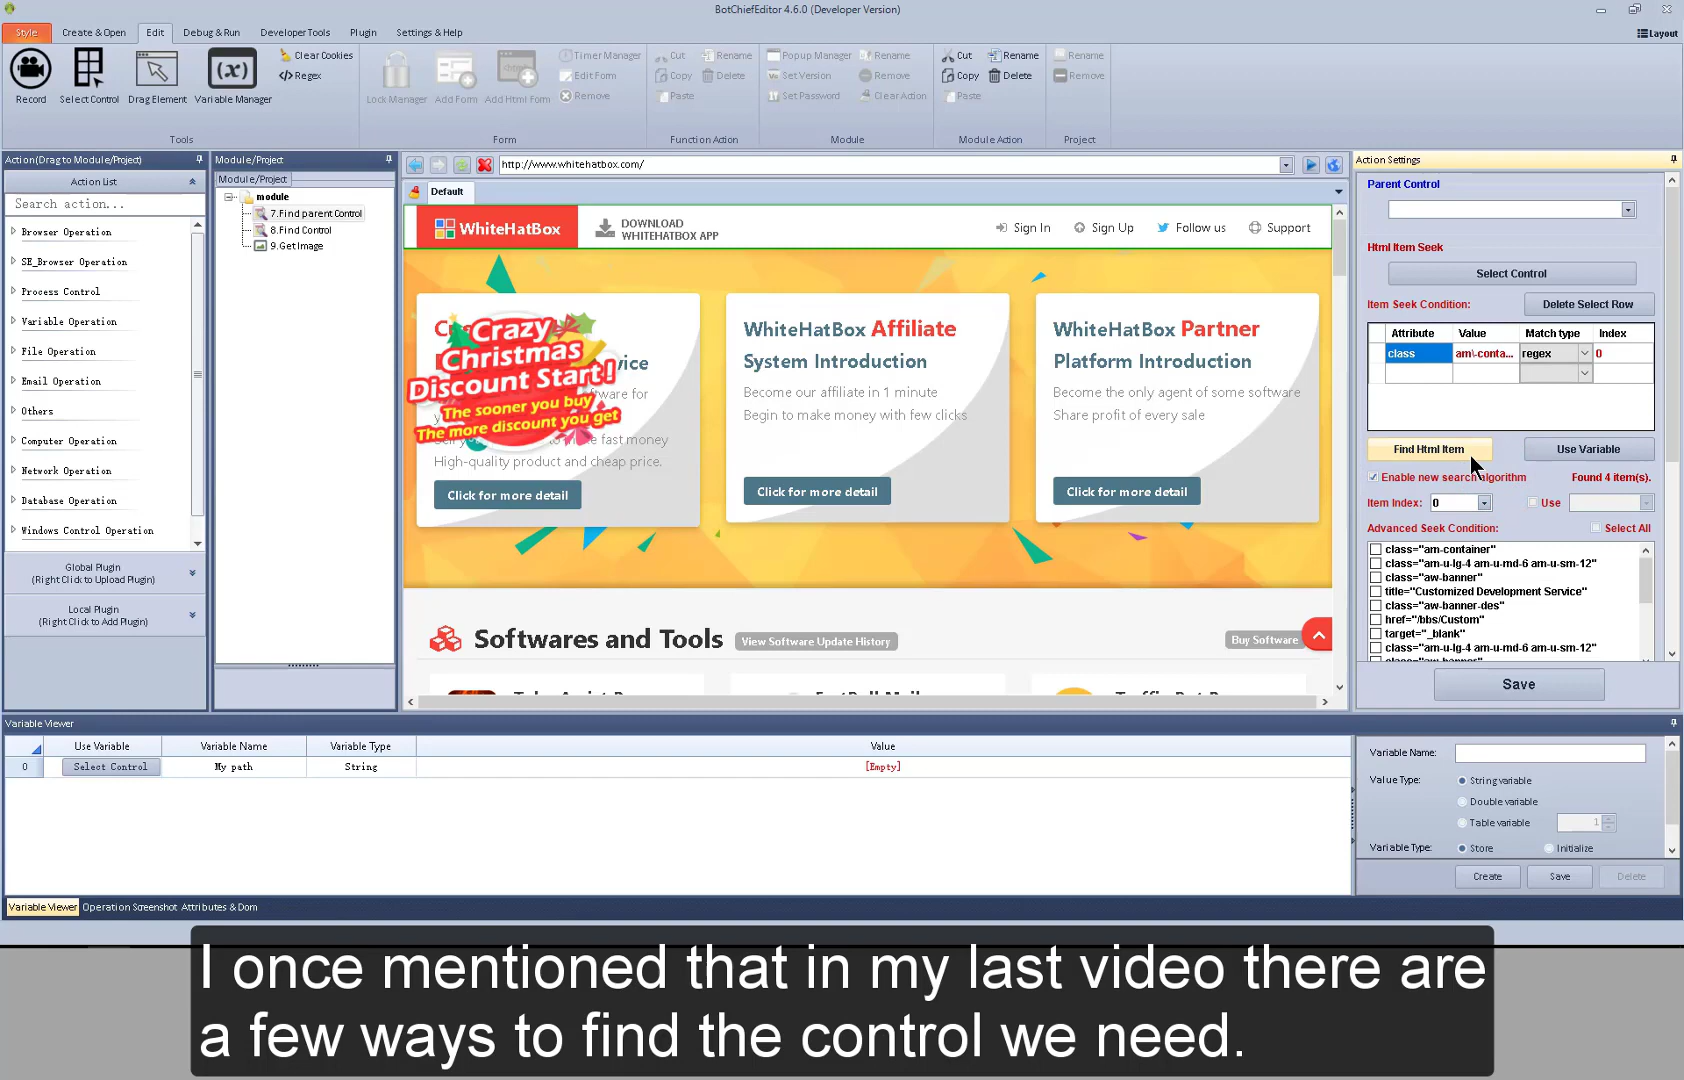 BotChiefEditor 4.6.0 (Developer Version)
Style Create & Open Edit Debug & Run Developer Tools Plugin Settings & Help
Layout
Record
Select Control
Drag Element
(x)
Variable Manager
Clear Cookies
</> Regex
Tools
Lock Manager
Add Form
Add Html Form
Timer Manager
Edit Form
Remove
Form
Cut
Copy
Paste
Rename
Delete
Function Action
Popup Manager
Set Version
Set Password
Rename
Remove
Clear Action
Module
Cut
Copy
Paste
Rename
Delete
Module Action
Rename
Remove
Project
Action(Drag to Module/Project)
Action List
Search action...
Browser Operation
SE_Browser Operation
Process Control
Variable Operation
File Operation
Email Operation
Others
Computer Operation
Network Operation
Database Operation
Windows Control Operation
Global Plugin
(Right Click to Upload Plugin)
Local Plugin
(Right Click to Add Plugin)
Module/Project
Module/Project
module
7.Find parent Control
8.Find Control
9.Get Image
http://www.whitehatbox.com/
Default
WhiteHatBox
DOWNLOAD
WHITEHATBOX APP
Sign In
Sign Up
Follow us
Support
Crazy
Christmas
Discount Start!
The sooner you buy
The more discount you get
fast money
High-quality product and cheap price.
Click for more detail
WhiteHatBox Affiliate
System Introduction
Become our affiliate in 1 minute
Begin to make money with few clicks
Click for more detail
WhiteHatBox Partner
Platform Introduction
Become the only agent of some software
Share profit of every sale
Click for more detail
Softwares and Tools
View Software Update History
Buy Software
Action Settings
Parent Control
Html Item Seek
Select Control
Item Seek Condition:
Delete Select Row
Attribute Value Match type Index
class am\-conta... regex 0
Find Html Item
Use Variable
Enable new search algorithm
Found 4 item(s).
Item Index: 0
Use
Advanced Seek Condition:
Select All
class="am-container"
class="am-u-lg-4 am-u-md-6 am-u-sm-12"
class="aw-banner"
title="Customized Development Service"
class="aw-banner-des"
href="/bbs/Custom"
target="_blank"
class="am-u-lg-4 am-u-md-6 am-u-sm-12"
Save
Variable Viewer
Use Variable Variable Name Variable Type Value
0 Select Control My path String [Empty]
Variable Name:
Value Type:
String variable
Double variable
Table variable
1
Variable Type:
Store
Initialize
Create
Save
Delete
Variable Viewer Operation Screenshot Attributes & Dom
I once mentioned that in my last video there are
a few ways to find the control we need.